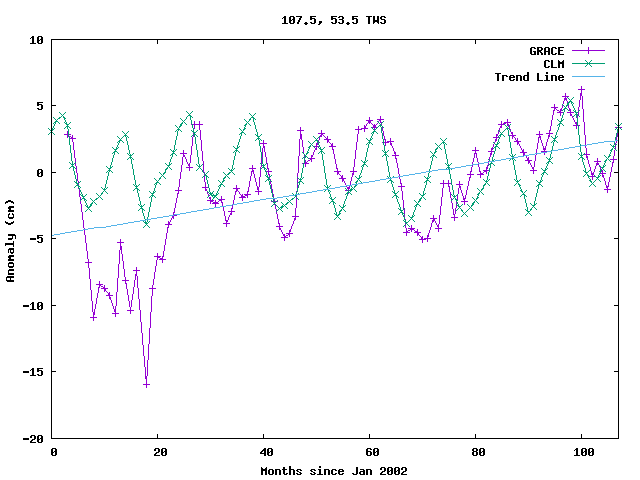 107.5, 53.5 TWS
GRACE
CLM
Trend Line
10
5
0
-5
-10
-15
-20
Anomaly (cm)
0 20 40 60 80 100
Months since Jan 2002